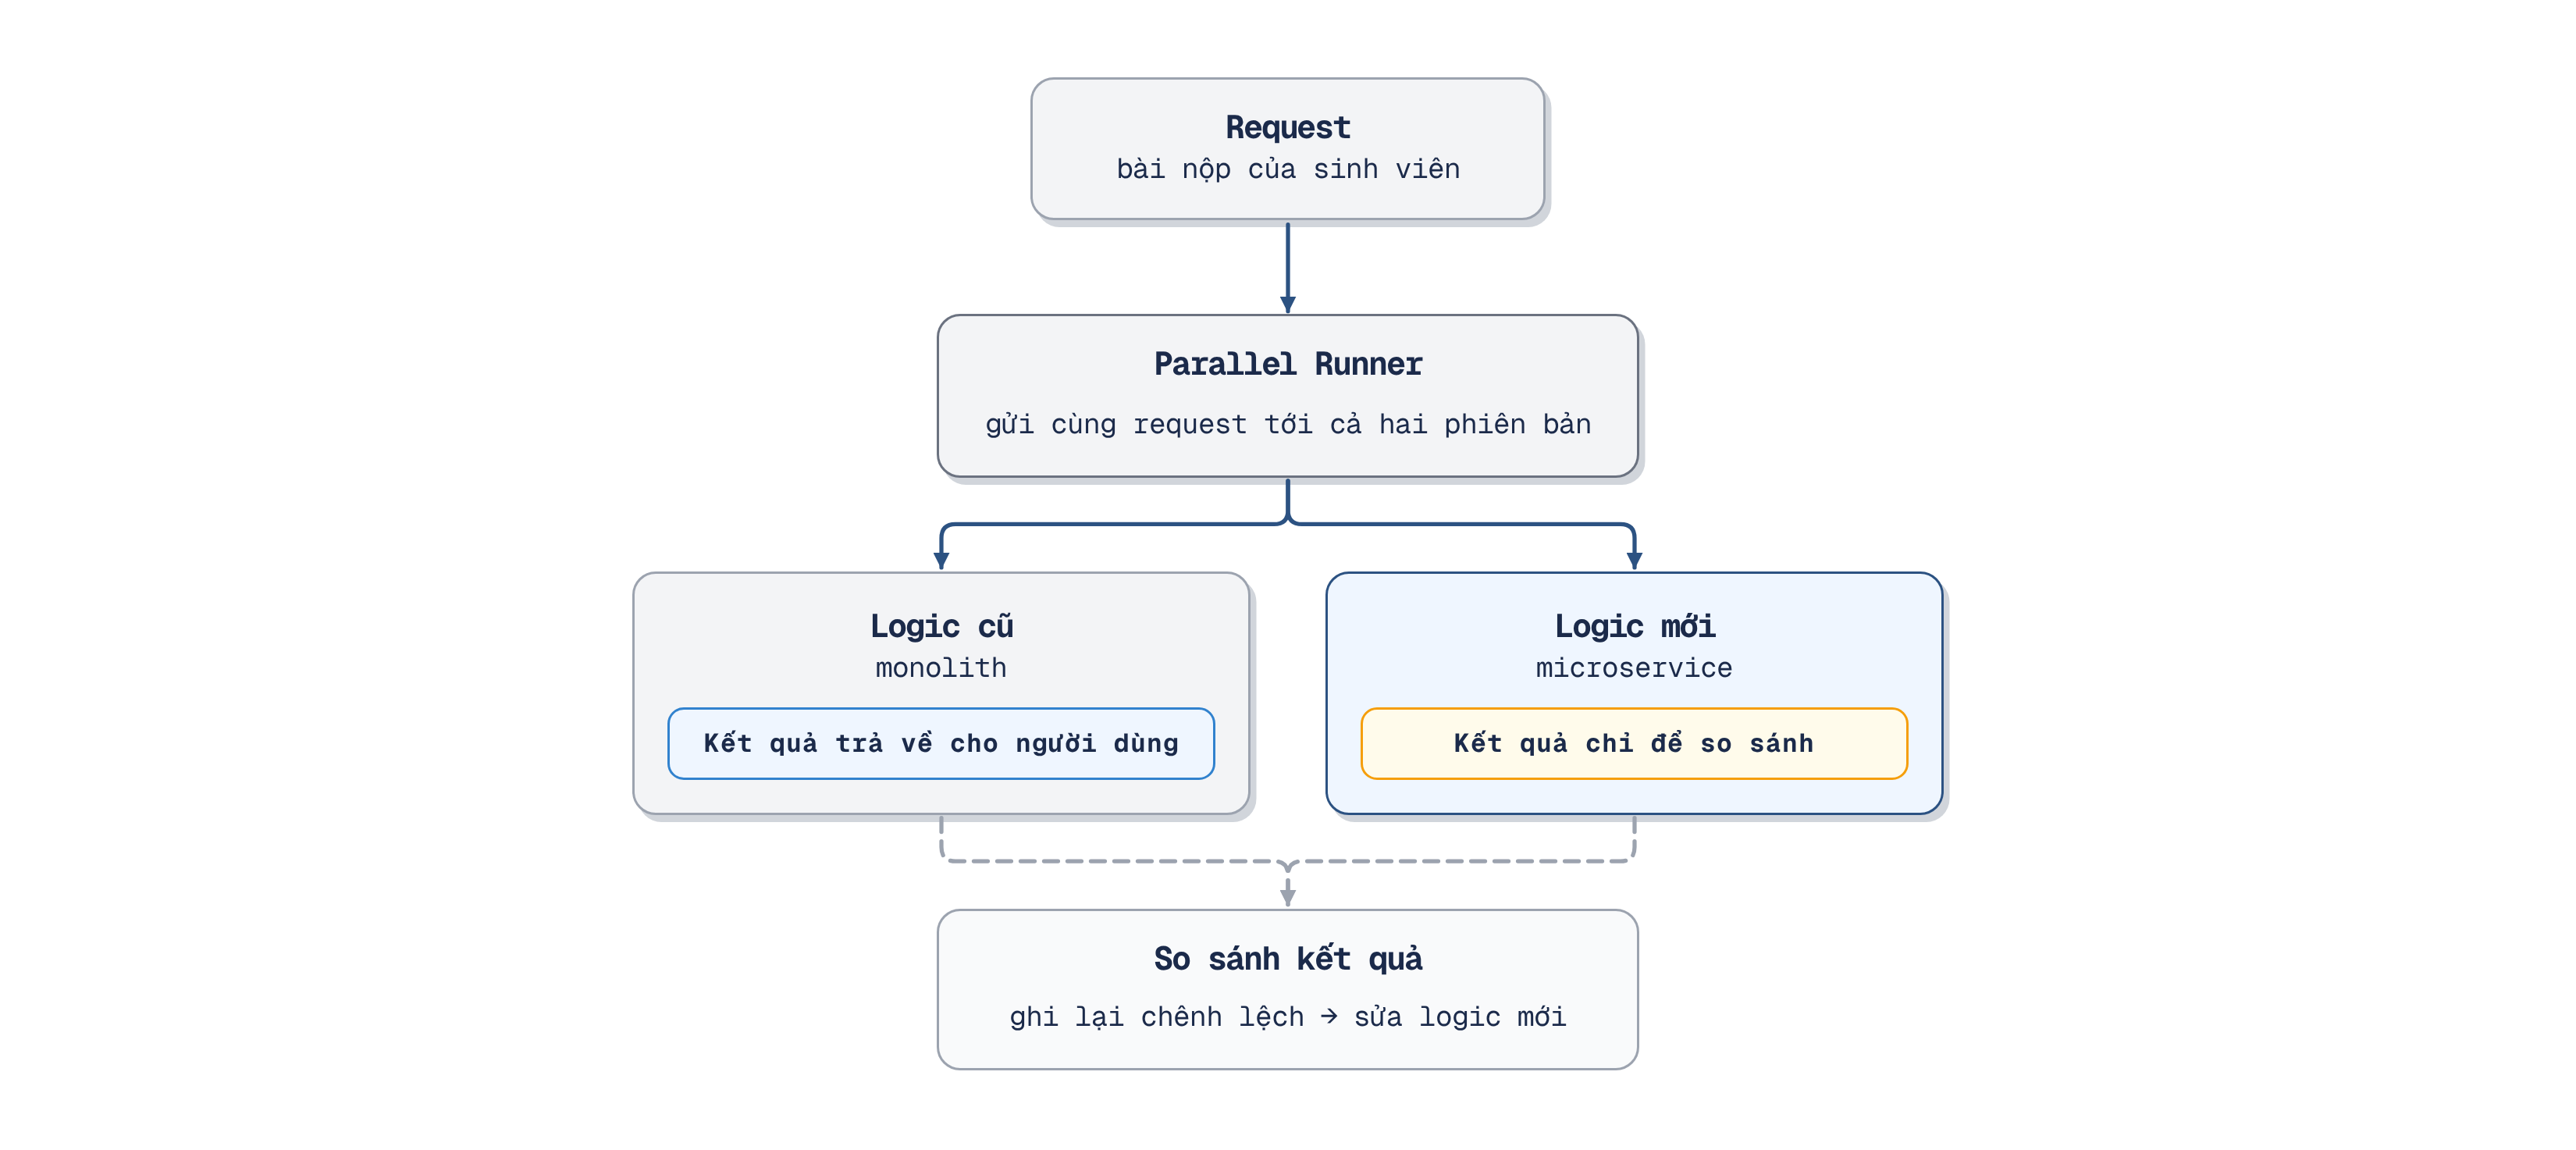 Request
bài nộp của sinh viên
Parallel Runner
gửi cùng request tới cả hai phiên bản
Logic cũ
monolith
Kết quả trả về cho người dùng
Logic mới
microservice
Kết quả chỉ để so sánh
So sánh kết quả
ghi lại chênh lệch → sửa logic mới